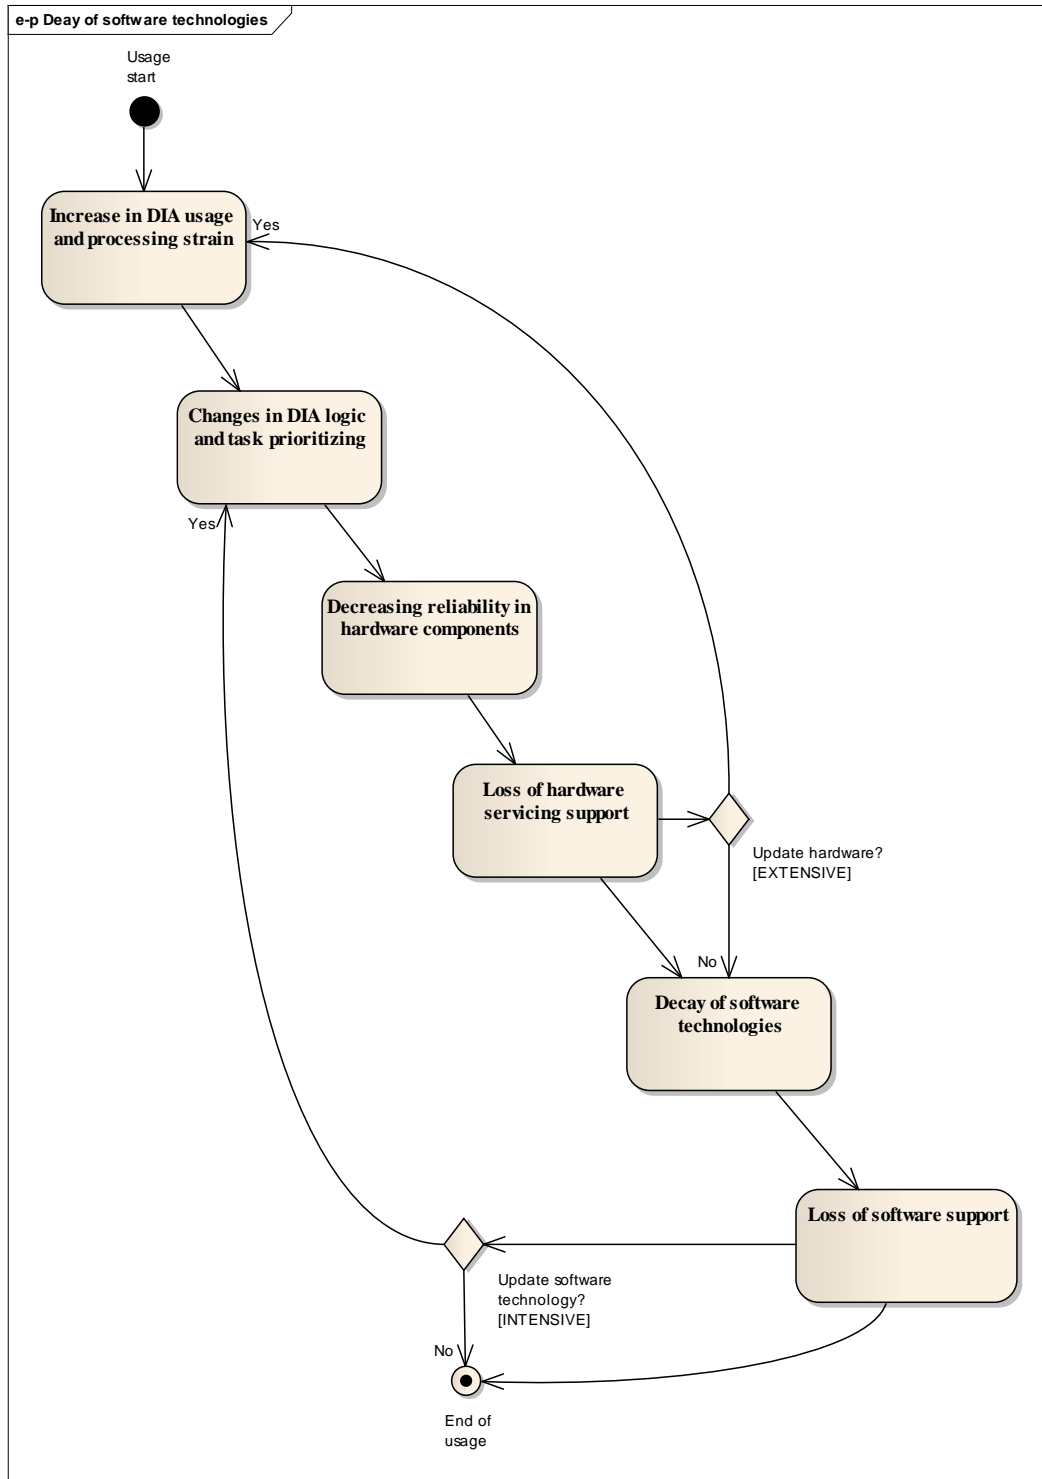 e-p Deay of software technologies
Usage
start
Increase in DIA usage
and processing strain
Yes
Changes in DIA logic
and task prioritizing
Yes
Decreasing reliability in
hardware components
Loss of hardware
servicing support
Update hardware?
[EXTENSIVE]
No
Decay of software
technologies
Loss of software support
Update software
technology?
[INTENSIVE]
No
End of
usage